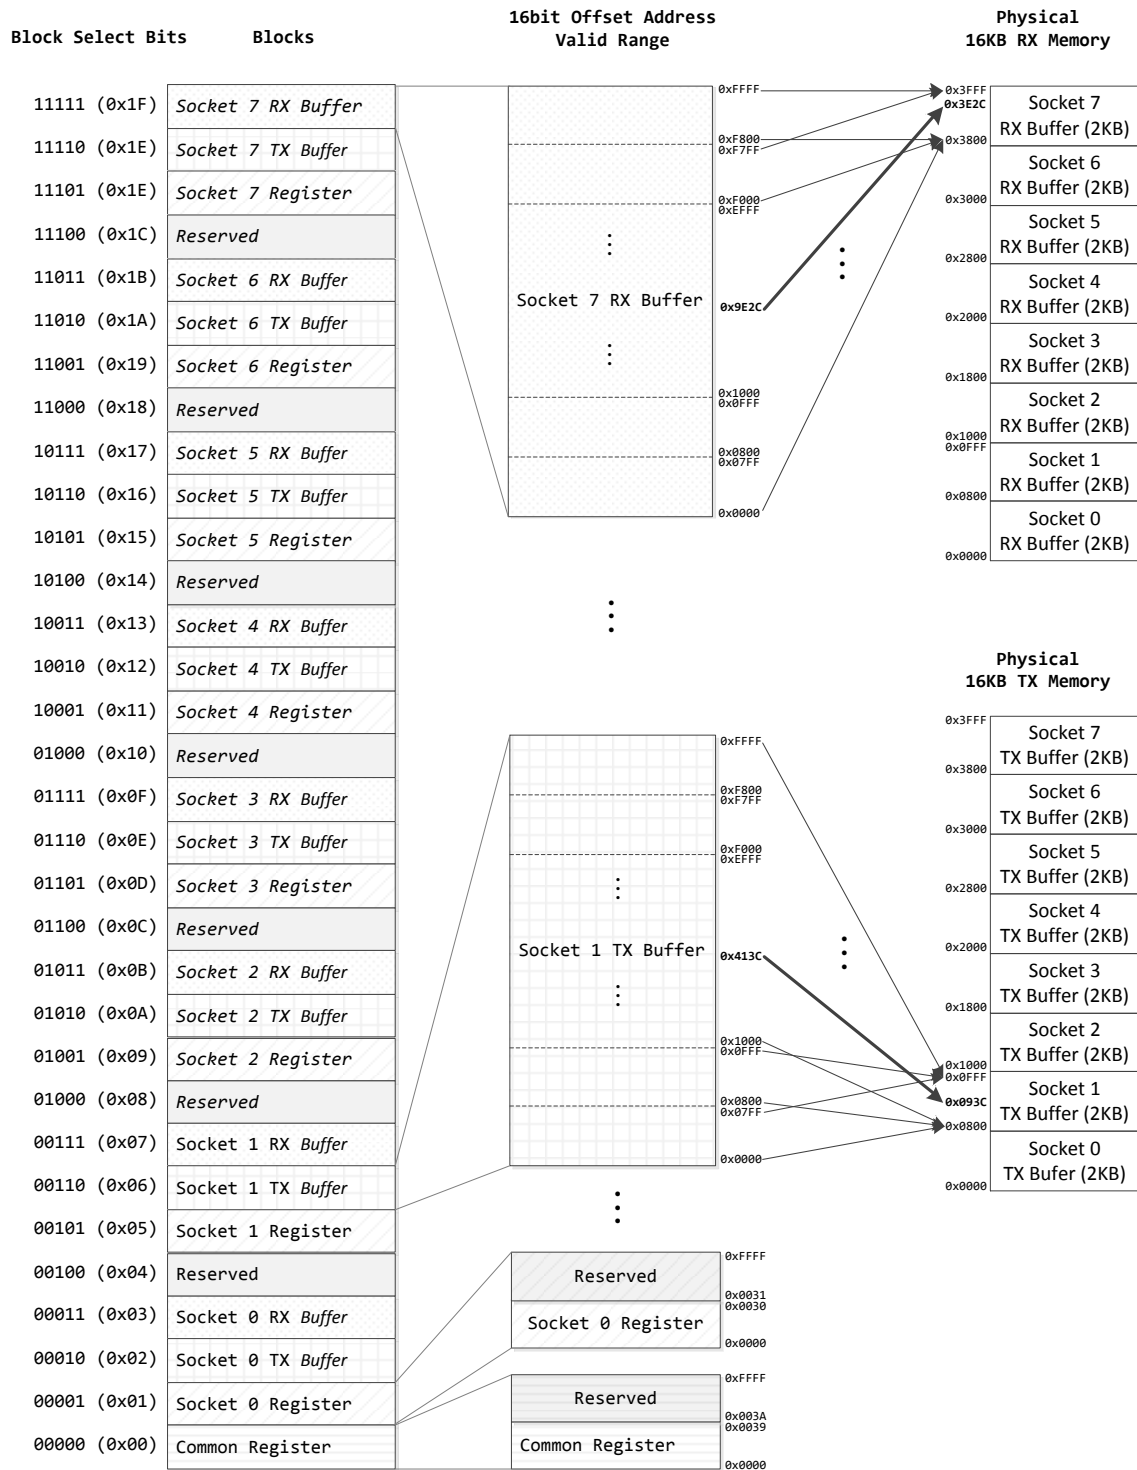 Block Select Bits
Blocks
16bit Offset Address
Valid Range
Physical
16KB RX Memory
11111 (0x1F) Socket 7 RX Buffer
11110 (0x1E) Socket 7 TX Buffer
11101 (0x1E) Socket 7 Register
11100 (0x1C) Reserved
11011 (0x1B) Socket 6 RX Buffer
11010 (0x1A) Socket 6 TX Buffer
11001 (0x19) Socket 6 Register
11000 (0x18) Reserved
10111 (0x17) Socket 5 RX Buffer
10110 (0x16) Socket 5 TX Buffer
10101 (0x15) Socket 5 Register
10100 (0x14) Reserved
10011 (0x13) Socket 4 RX Buffer
10010 (0x12) Socket 4 TX Buffer
10001 (0x11) Socket 4 Register
01000 (0x10) Reserved
01111 (0x0F) Socket 3 RX Buffer
01110 (0x0E) Socket 3 TX Buffer
01101 (0x0D) Socket 3 Register
01100 (0x0C) Reserved
01011 (0x0B) Socket 2 RX Buffer
01010 (0x0A) Socket 2 TX Buffer
01001 (0x09) Socket 2 Register
01000 (0x08) Reserved
00111 (0x07) Socket 1 RX Buffer
00110 (0x06) Socket 1 TX Buffer
00101 (0x05) Socket 1 Register
00100 (0x04) Reserved
00011 (0x03) Socket 0 RX Buffer
00010 (0x02) Socket 0 TX Buffer
00001 (0x01) Socket 0 Register
00000 (0x00) Common Register
Socket 7 RX Buffer
0xFFFF
0xF800
0xF7FF
0xF000
0xEFFF
0x9E2C
0x1000
0x0FFF
0x0800
0x07FF
0x0000
0x3FFF
0x3E2C
0x3800
0x3000
0x2800
0x2000
0x1800
0x1000
0x0FFF
0x0800
0x0000
Socket 7
RX Buffer (2KB)
Socket 6
RX Buffer (2KB)
Socket 5
RX Buffer (2KB)
Socket 4
RX Buffer (2KB)
Socket 3
RX Buffer (2KB)
Socket 2
RX Buffer (2KB)
Socket 1
RX Buffer (2KB)
Socket 0
RX Buffer (2KB)
Physical
16KB TX Memory
Socket 1 TX Buffer
0xFFFF
0xF800
0xF7FF
0xF000
0xEFFF
0x413C
0x1000
0x0FFF
0x0800
0x07FF
0x0000
0x3FFF
0x3800
0x3000
0x2800
0x2000
0x1800
0x1000
0x0FFF
0x093C
0x0800
0x0000
Socket 7
TX Buffer (2KB)
Socket 6
TX Buffer (2KB)
Socket 5
TX Buffer (2KB)
Socket 4
TX Buffer (2KB)
Socket 3
TX Buffer (2KB)
Socket 2
TX Buffer (2KB)
Socket 1
TX Buffer (2KB)
Socket 0
TX Bufer (2KB)
Reserved
Socket 0 Register
0xFFFF
0x0031
0x0030
0x0000
Reserved
Common Register
0xFFFF
0x003A
0x0039
0x0000